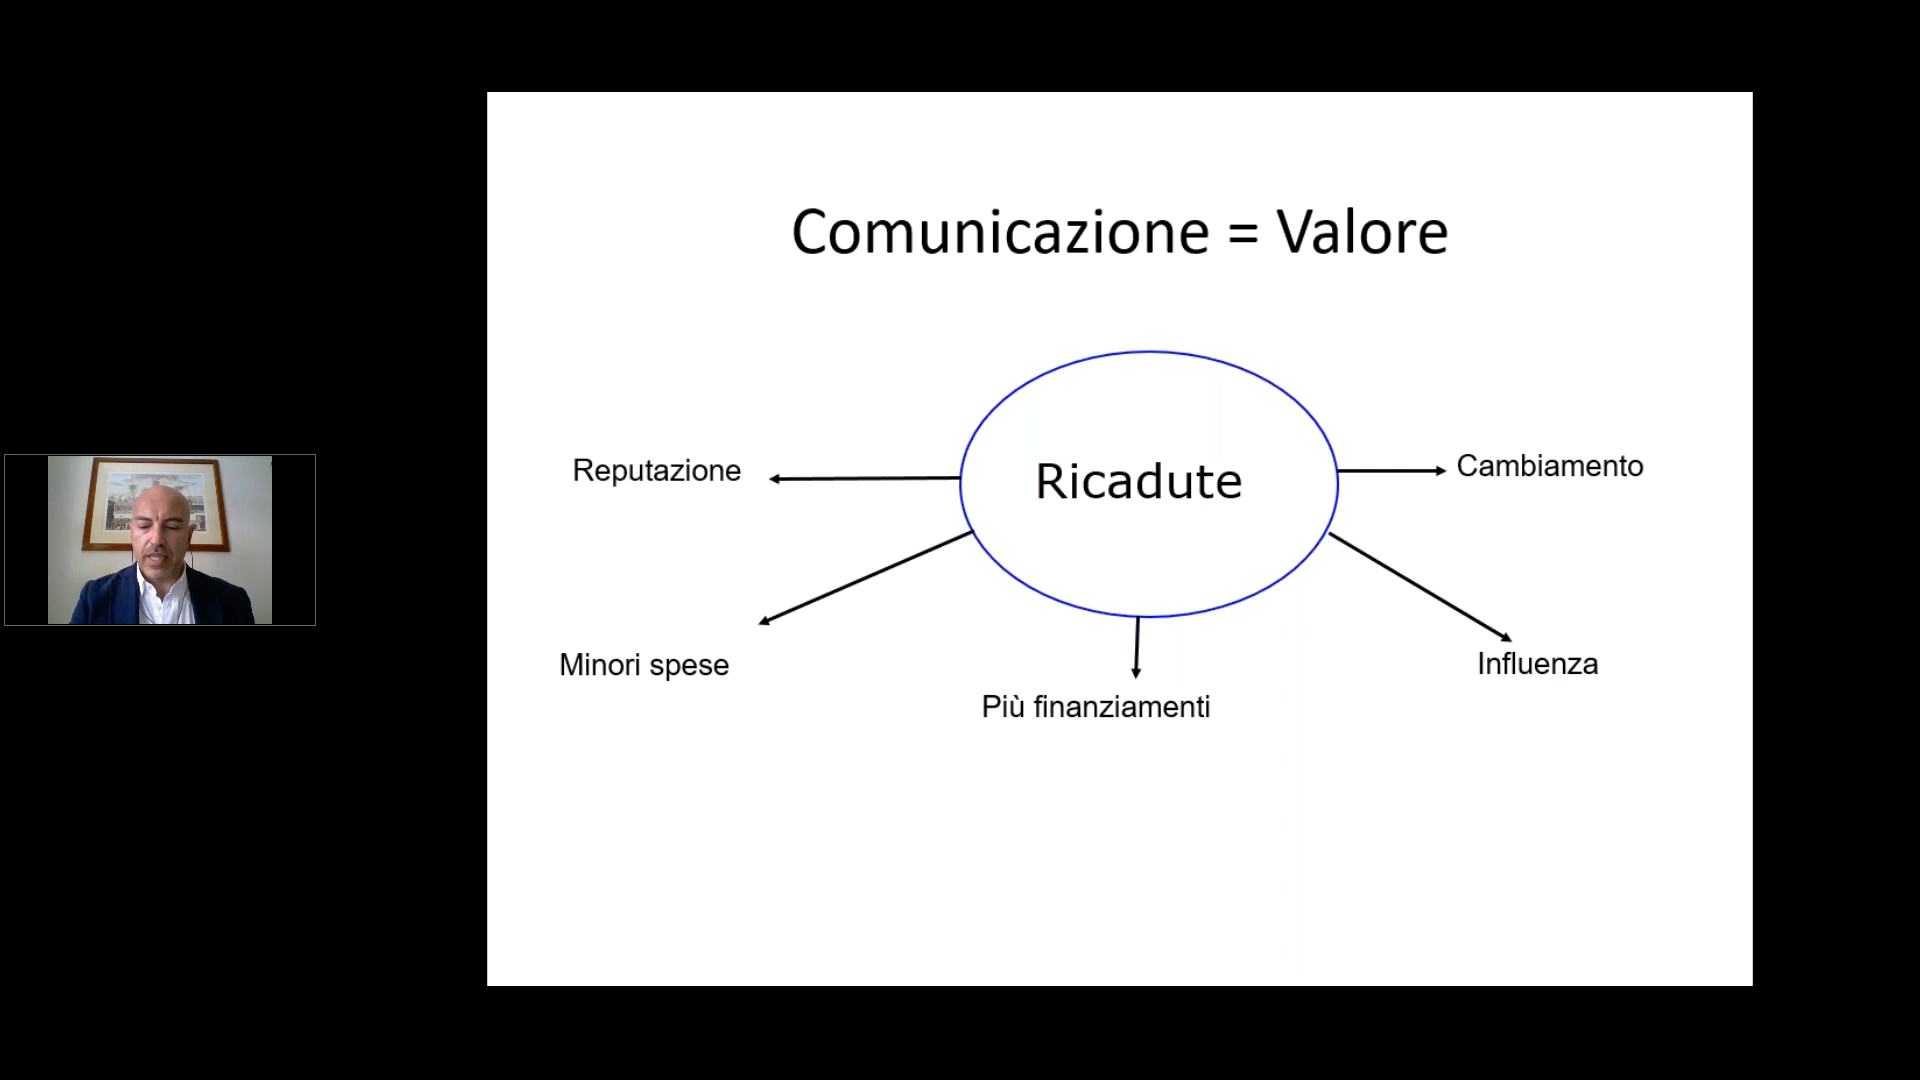 Comunicazione = Valore
Ricadute
Reputazione
Cambiamento
Minori spese
Influenza
Più finanziamenti